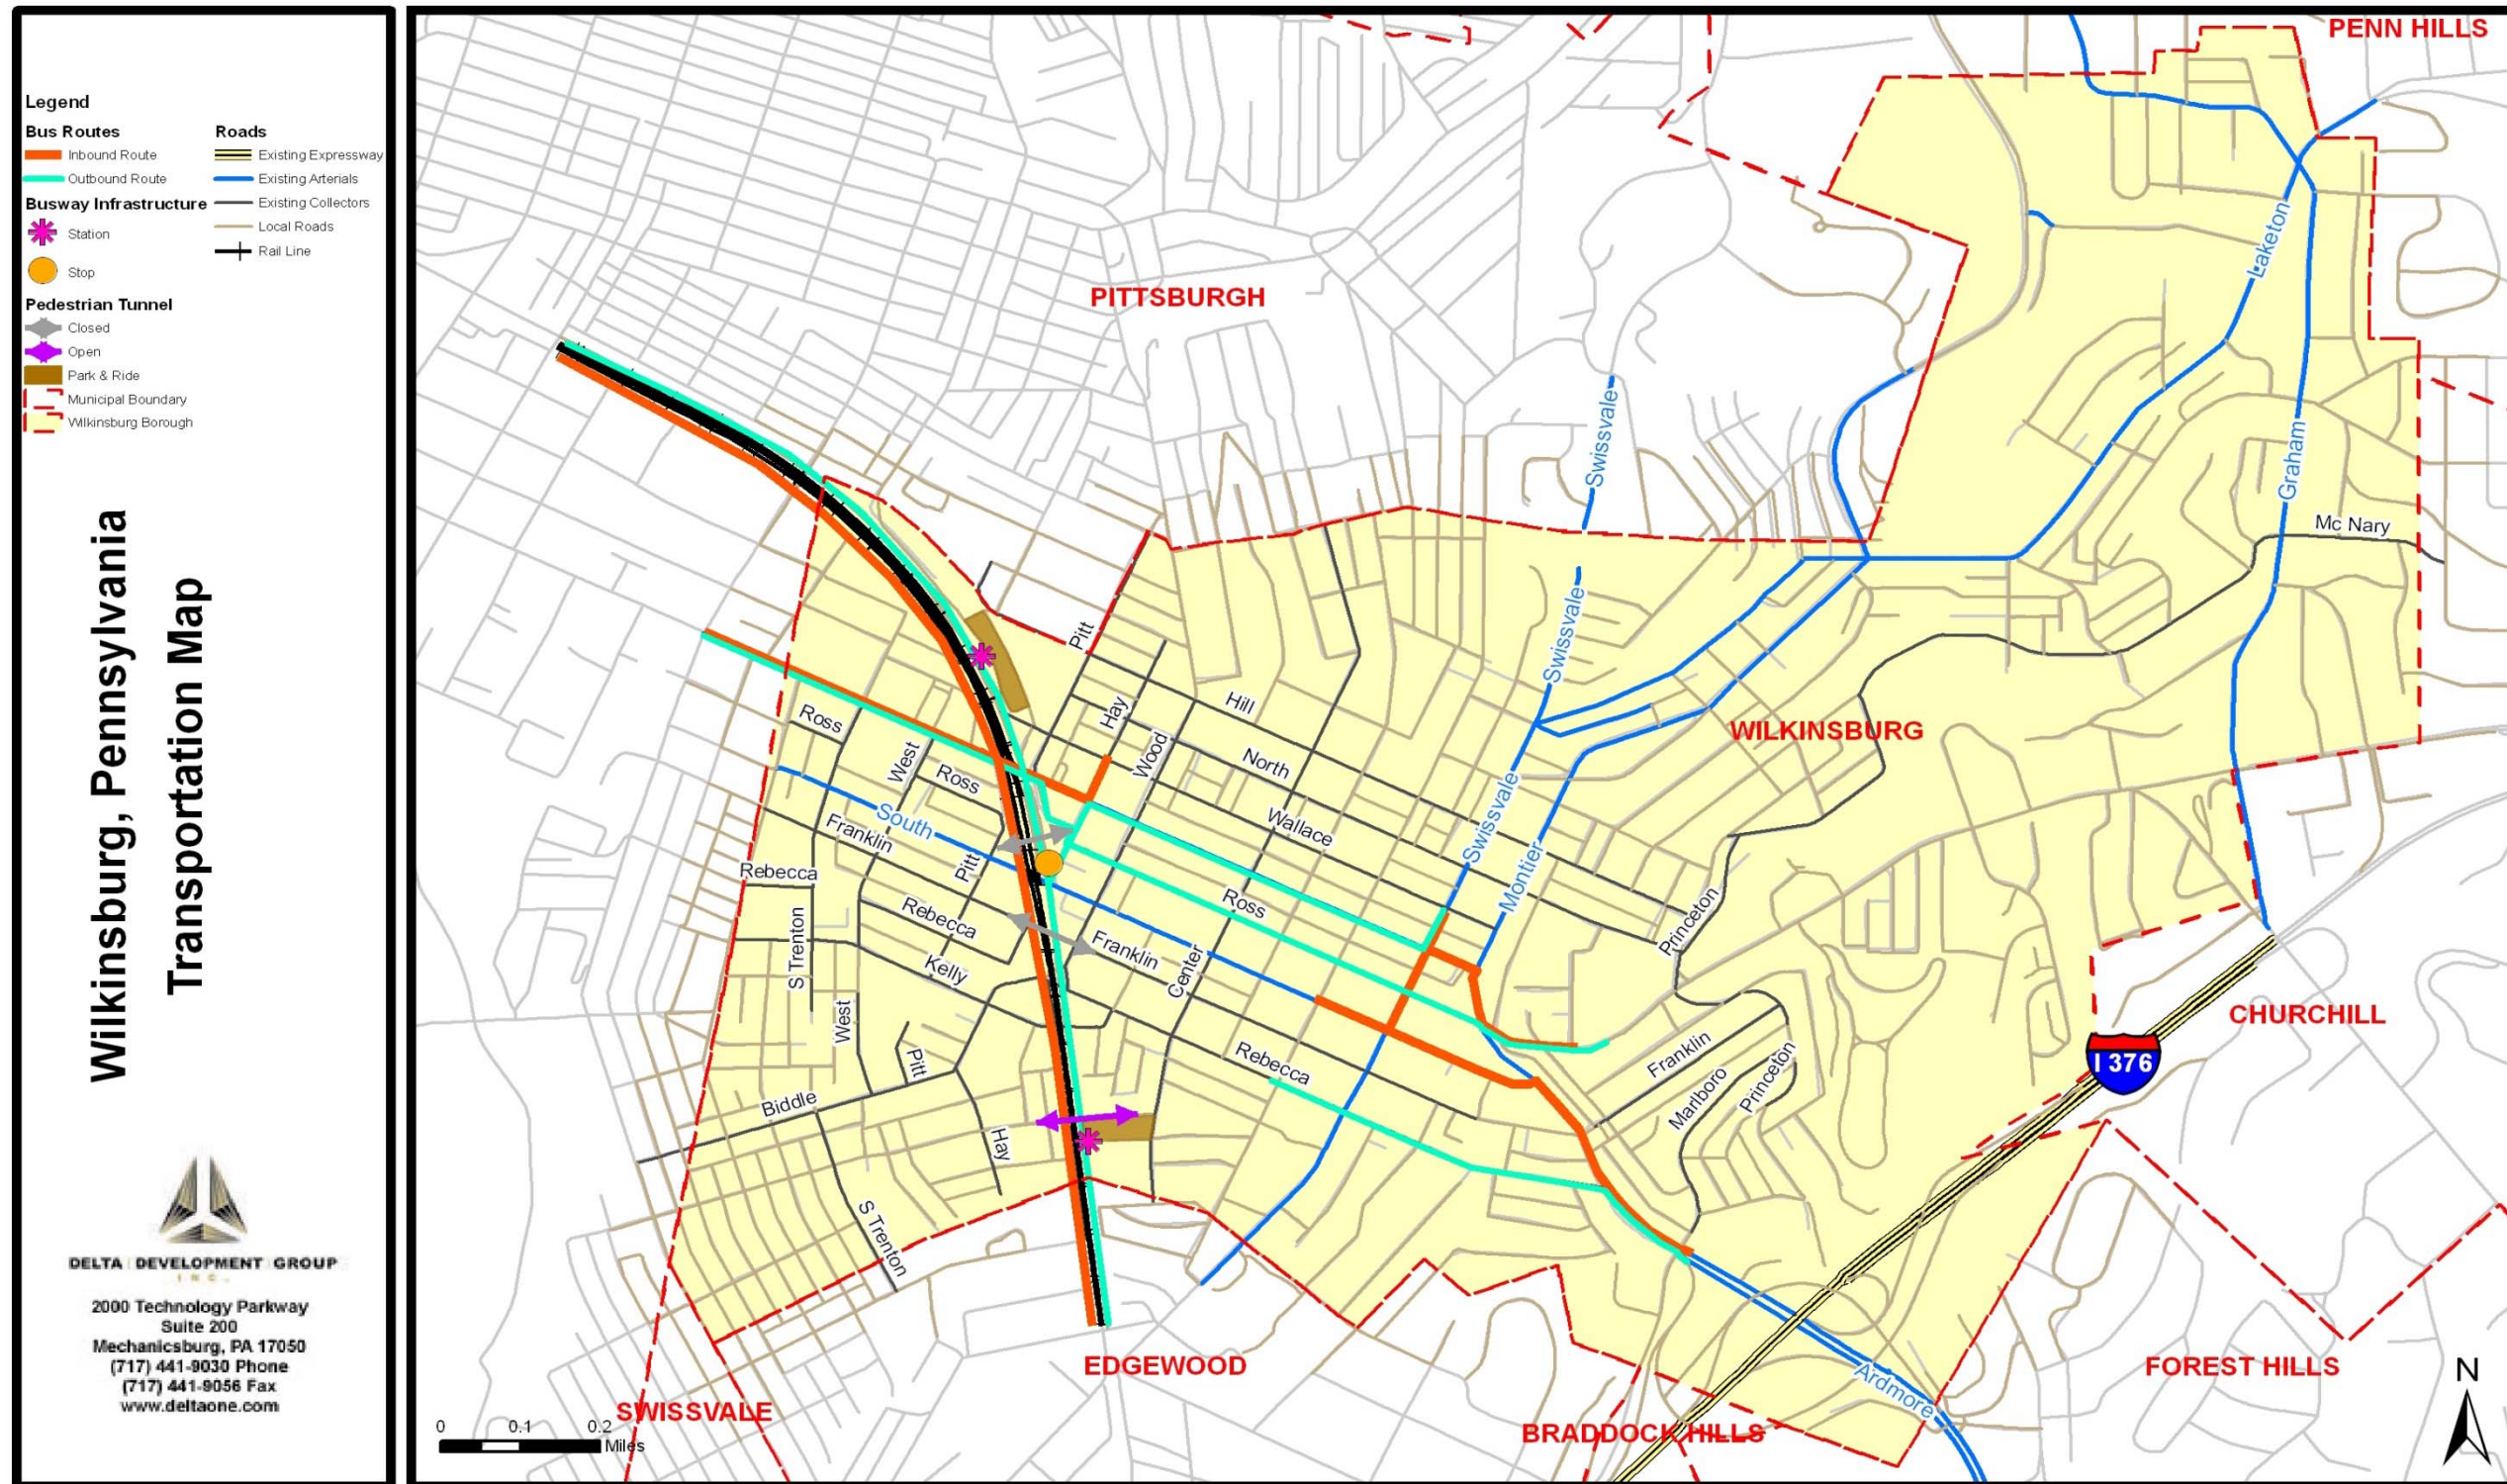 Legend
Bus Routes
Inbound Route
Outbound Route
Busway Infrastructure
Station
Stop
Pedestrian Tunnel
Closed
Open
Park & Ride
Municipal Boundary
Wilkinsburg Borough
Roads
Existing Expressway
Existing Arterials
Existing Collectors
Local Roads
Rail Line
Wilkinsburg, Pennsylvania
Transportation Map
DELTA DEVELOPMENT GROUP
INC.
2000 Technology Parkway
Suite 200
Mechanicsburg, PA 17050
(717) 441-9030 Phone
(717) 441-9056 Fax
www.deltaone.com
PENN HILLS
PITTSBURGH
Laketon
Swissvale
Graham
Mc Nary
Swissvale
Pitt
Hay
Hill
Ross
West
Wood
North
WILKINSBURG
Ross
South
Franklin
Wallace
Swissvale
Montier
Pitt
Rebecca
Rebecca
Ross
Princeton
S Trenton
Kelly
Franklin
Center
West
Pitt
Rebecca
Franklin
Marlboro
Princeton
CHURCHILL
I 376
Biddle
Hay
S Trenton
EDGEWOOD
FOREST HILLS
Ardmore
SWISSVALE
BRADDOCK HILLS
0 0.1 0.2
Miles
N